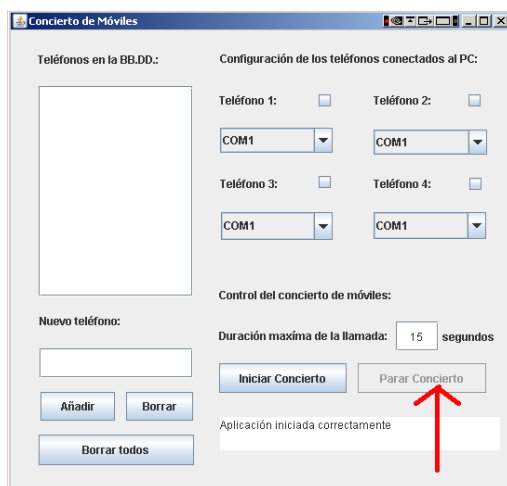 Concierto de Móviles
Teléfonos en la BB.DD.:
Configuración de los teléfonos conectados al PC:
Teléfono 1:
Teléfono 2:
COM1
COM1
Teléfono 3:
Teléfono 4:
COM1
COM1
Control del concierto de móviles:
Nuevo teléfono:
Duración maxíma de la llamada: 15 segundos
Iniciar Concierto
Parar Concierto
Añadir
Borrar
Aplicación iniciada correctamente
Borrar todos